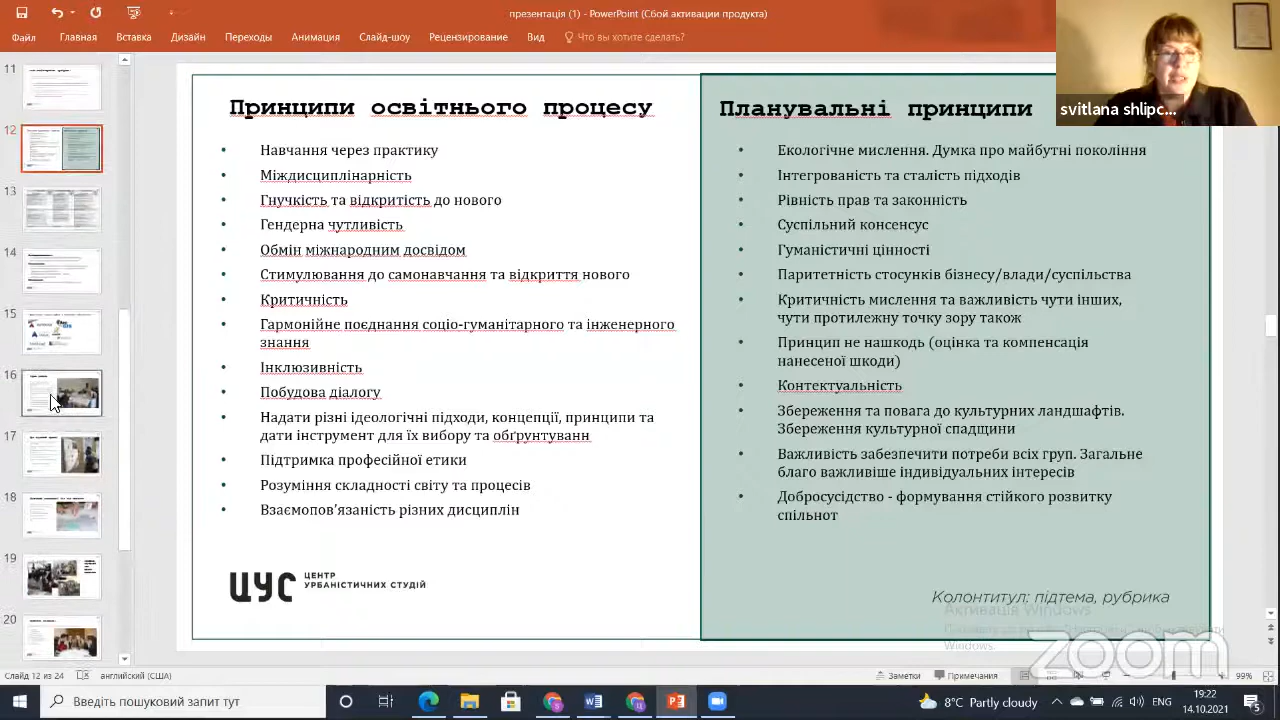 презентация (1) - PowerPoint (Сбой активации продукта)
Файл Главная Вставка Дизайн Переходы Анимация Слайд-шоу Рецензирование Вид Что вы хотите сделать?
svitlana shlipc...
Принципи освітнього процесу
Навчання через практику
Міждисциплінарність
Гнучкість та відкритість до нового
Гендерна чутливість
Обмін міжнародним досвідом
Стимулювання до самонавчання та відкриття нового
Критичність
Гармонійне поєднання соціо-гуманітарного та інженерного
знання
Інклюзивність
Побудова діалогу
Надати різні ідеологічні підходи, концепції, принципи та
дати інструмент для їх вибору та обґрунтуванн
Підтримка професійної етики
Розуміння складності світу та процесів
Взаємопов’язаність різних дисциплін
ЦУС ЦЕНТР
УРБАНІСТИЧНИХ СТУДІЙ
Планувальні принципи
Екологічне мислення. Думка про майбутні покоління
Інтегрованість та сталість підходів
Рівність прав та законність
Суспільний консенсус
Гуманістичні цінності
Паритетність стосунків бізнесу/влади/суспільства
Критичність мислення та важливість чути інших,
чути протилежну точку зору також
Принцип не нашкодь (оцінка та компенсація
нанесеної шкоди)
Контектуальність
Збереження та повага до культурних ландшафтів.
Збереження культурної спадщини
Важливість забезпечити потреби всіх груп. Загальне
благо важливіше індивідуальних інтересів
Добросусідство - формування стійкого розвитку
спільнот
Колонтитул: підтема, рубрика
Активація Windows
Windows.
zoom
12
18
19
20
Слайд 12 из 24 английский (США) Заметки Примечания 99%
Введіть пошуковий запит тут
8°C Partly cloudy ENG 19:22
14.10.2021